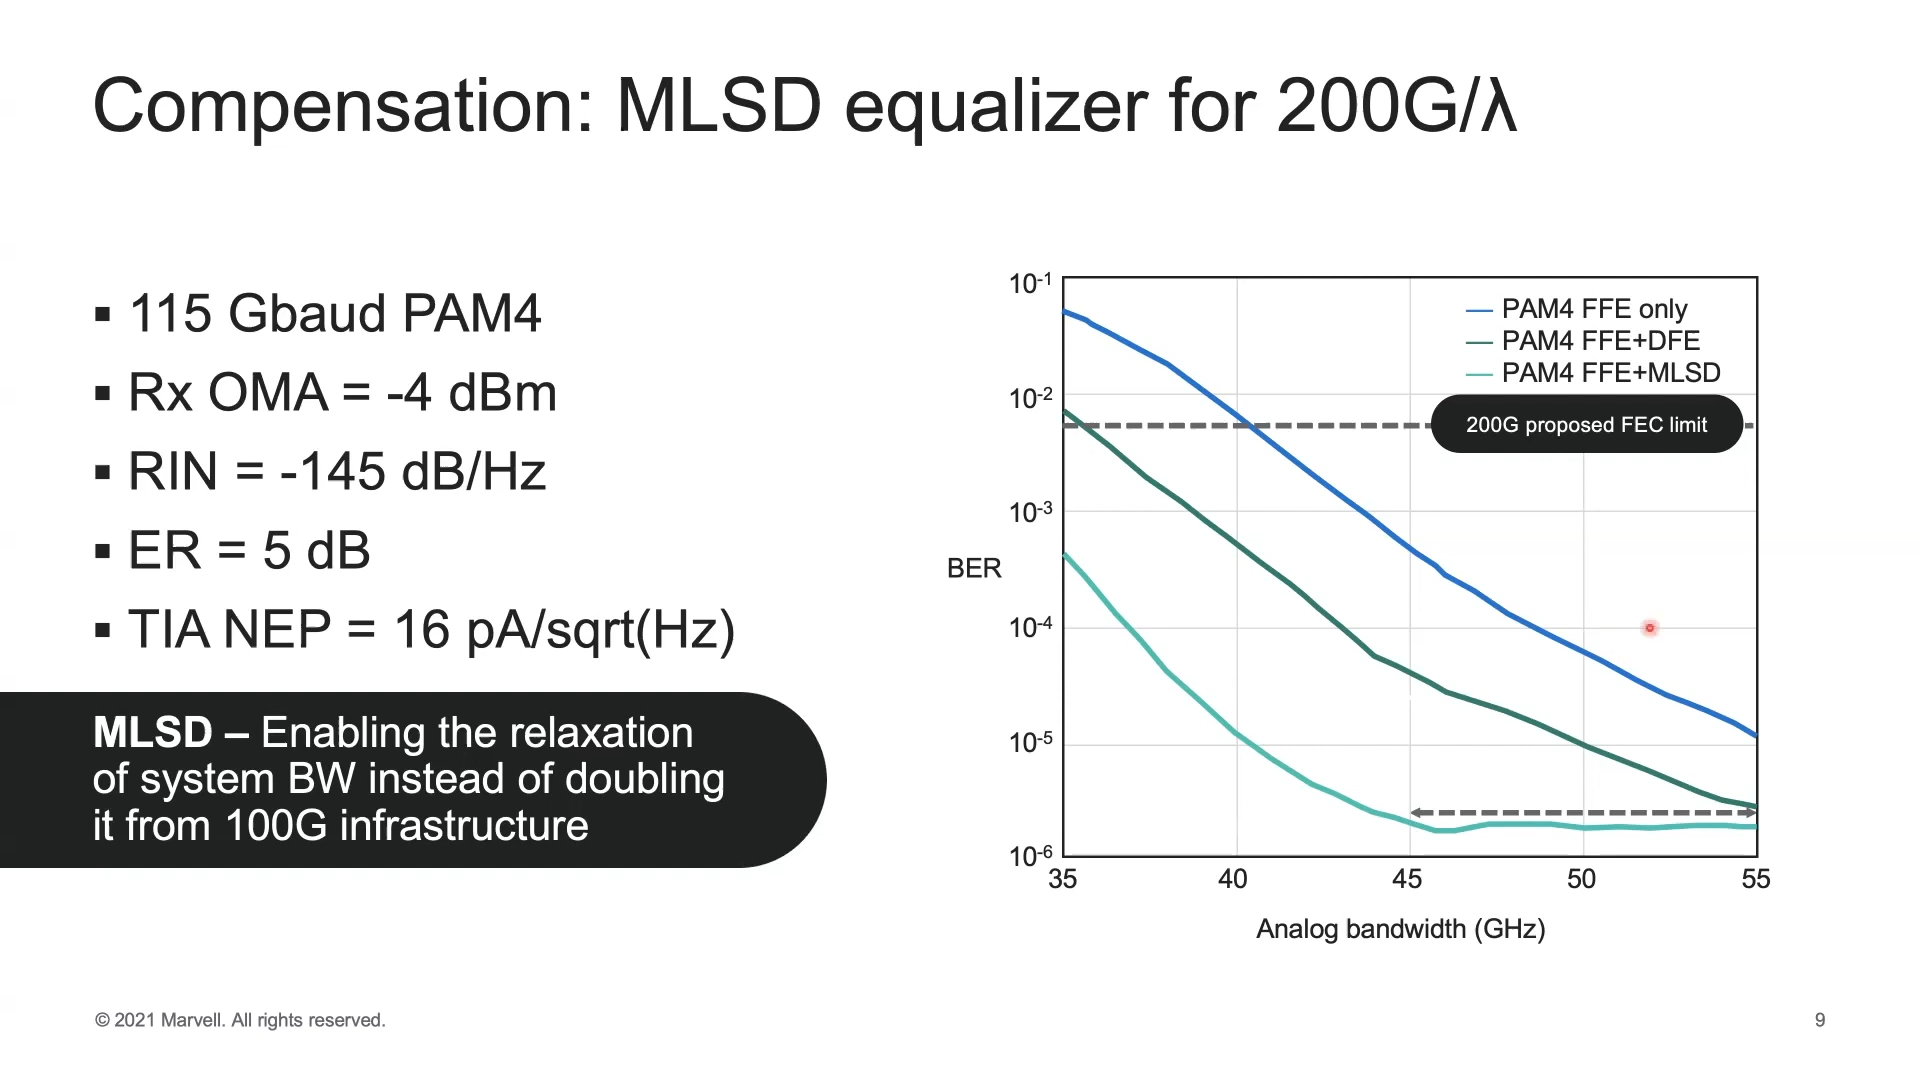 Compensation: MLSD equalizer for 200G/λ
▪ 115 Gbaud PAM4
▪ Rx OMA = -4 dBm
▪ RIN = -145 dB/Hz
▪ ER = 5 dB
▪ TIA NEP = 16 pA/sqrt(Hz)
MLSD – Enabling the relaxation
of system BW instead of doubling
it from 100G infrastructure
10-1
10-2
10-3
10-4
10-5
10-6
BER
PAM4 FFE only
PAM4 FFE+DFE
PAM4 FFE+MLSD
200G proposed FEC limit
35 40 45 50 55
Analog bandwidth (GHz)
© 2021 Marvell. All rights reserved.
9